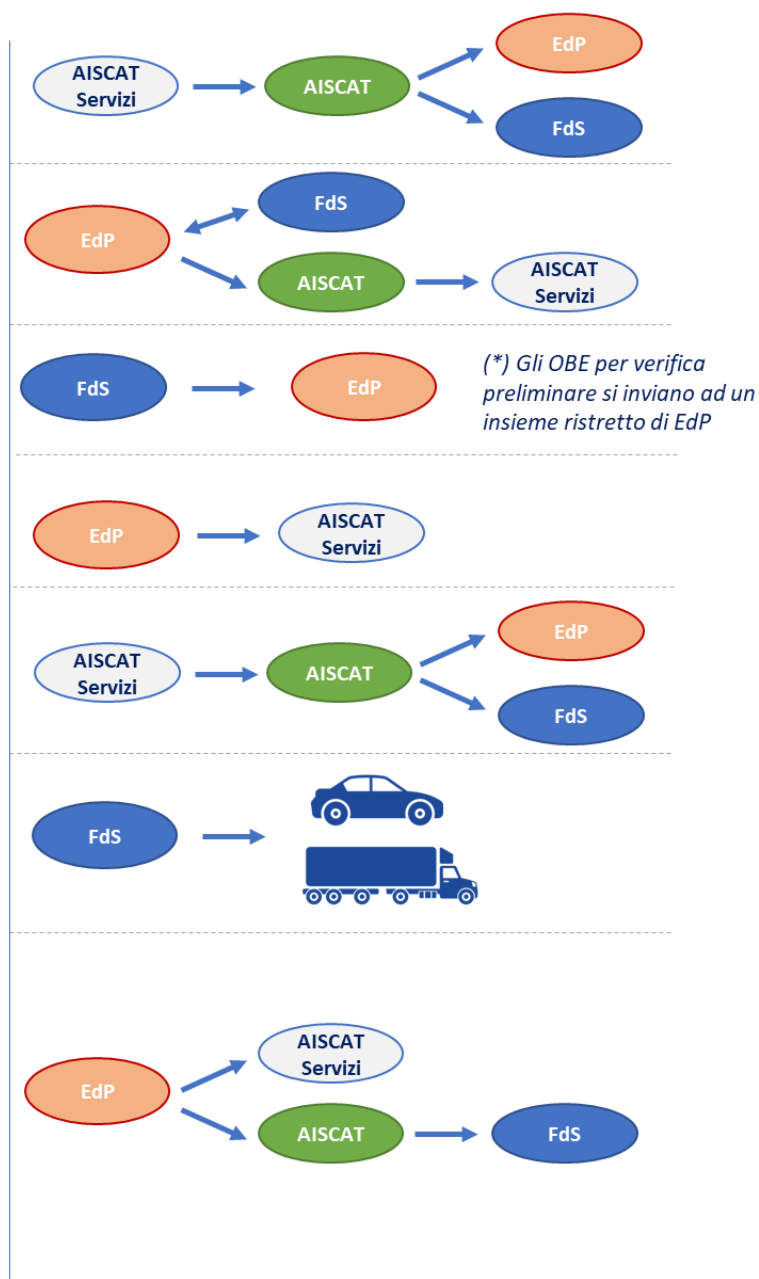 EdP
AISCAT
Servizi
AISCAT
FdS
FdS
EdP
AISCAT
AISCAT
Servizi
FdS
EdP
(*) Gli OBE per verifica
preliminare si inviano ad un
insieme ristretto di EdP
EdP
AISCAT
Servizi
EdP
AISCAT
Servizi
AISCAT
FdS
FdS
AISCAT
Servizi
EdP
AISCAT
FdS